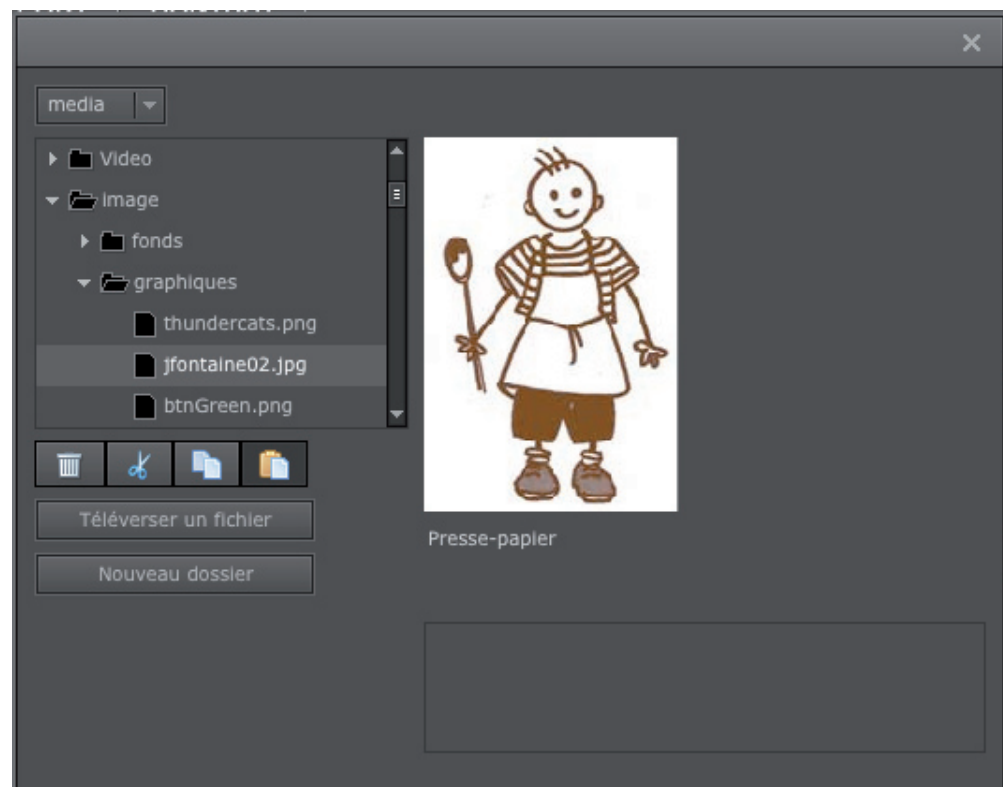 media
Video
Image
fonds
graphiques
thundercats.png
jfontaine02.jpg
btnGreen.png
Téléverser un fichier
Nouveau dossier
Presse-papier